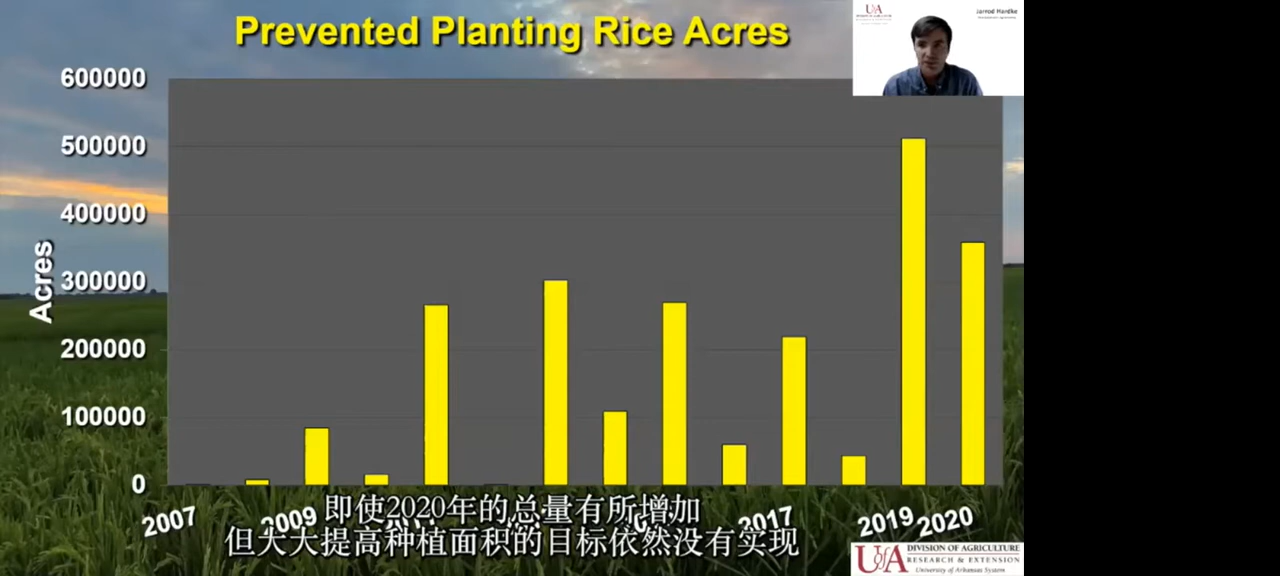 Prevented Planting Rice Acres
UA
Jarrod Hardke
600000
500000
400000
300000
200000
100000
0
Acres
2007
2009
2017
2019
2020
即使2020年的总量有所增加
但大大提高种植面积的目标依然没有实现
UofA
DIVISION OF AGRICULTURE
RESEARCH & EXTENSION
University of Arkansas System